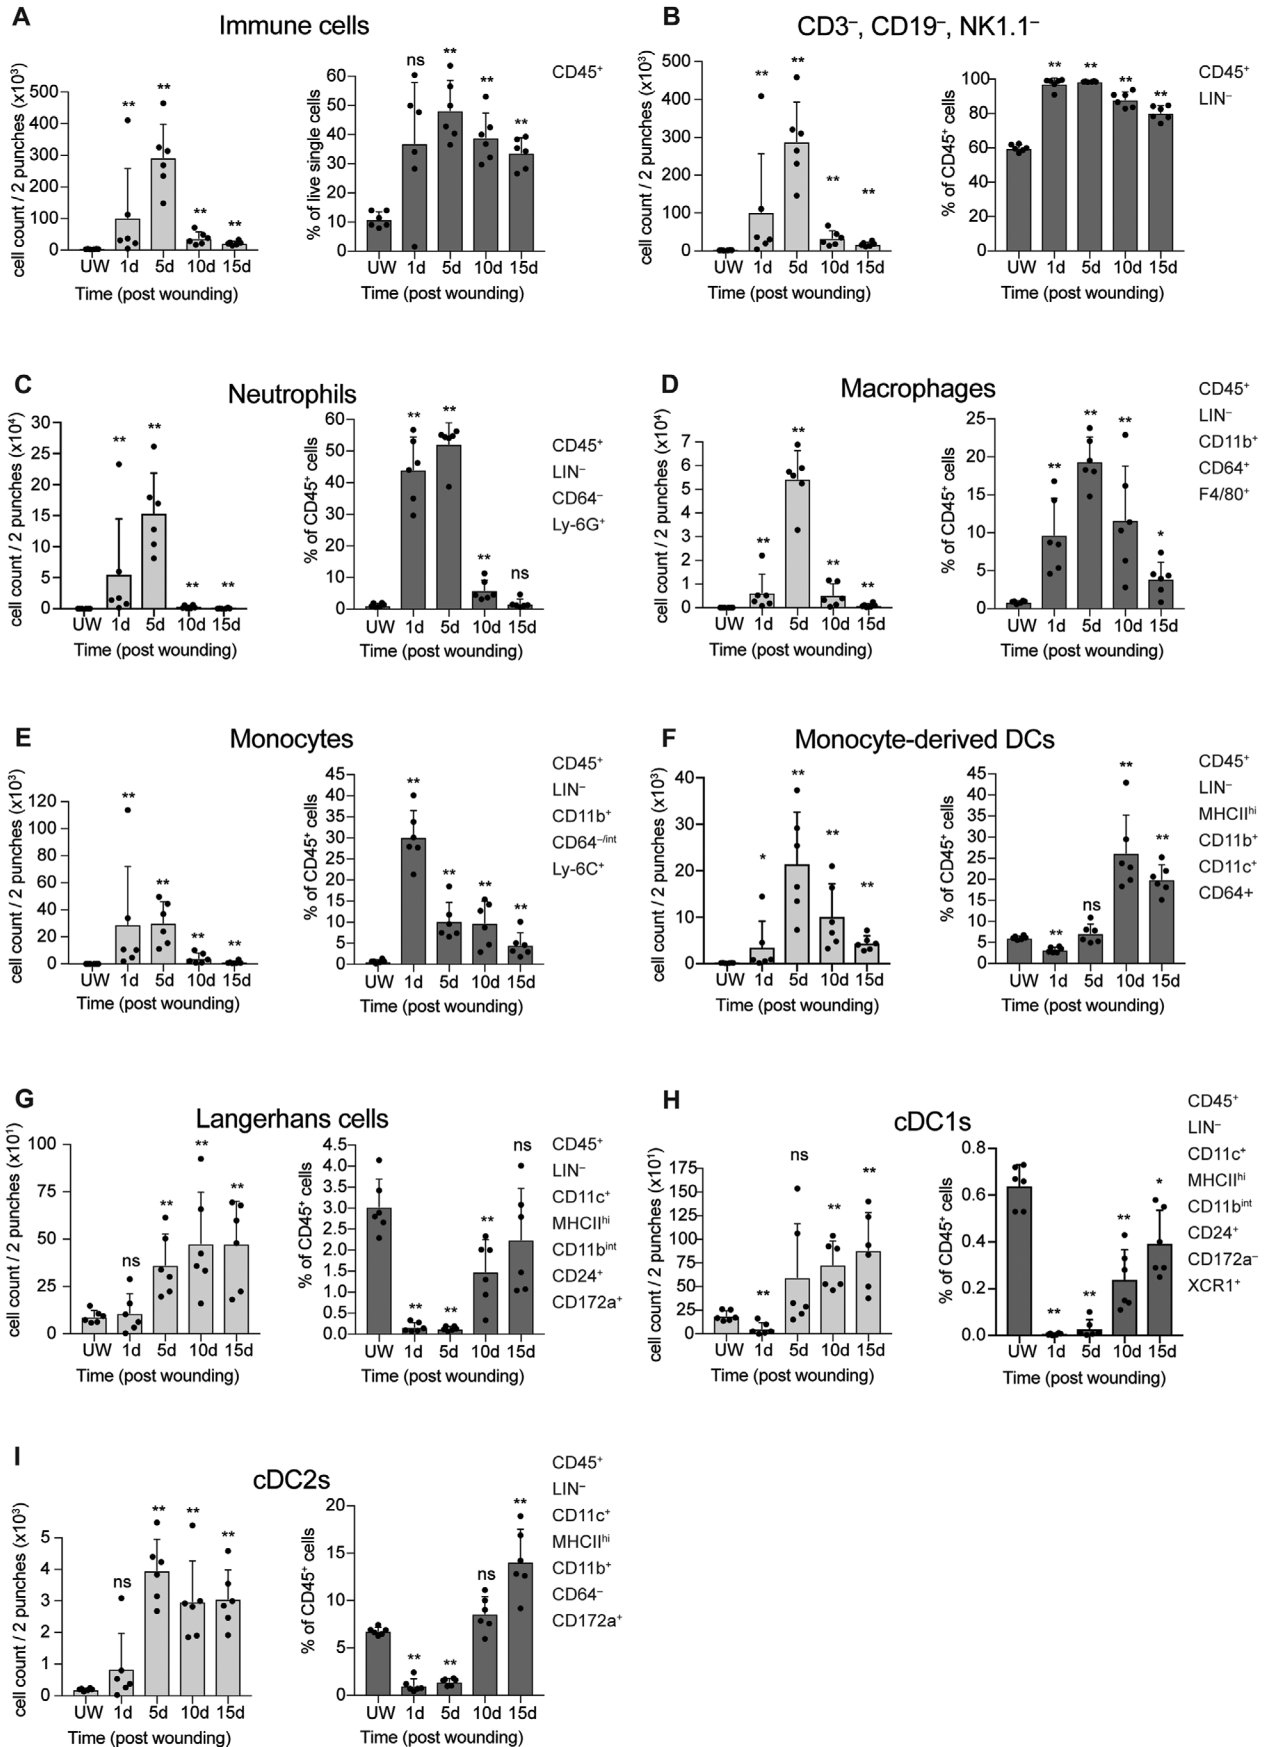 A
Immune cells
cell count / 2 punches (x10³)
500
400
300
200
100
0
**
**
**
**
UW 1d 5d 10d 15d
Time (post wounding)
% of live single cells
60
50
40
30
20
10
0
ns
**
**
**
UW 1d 5d 10d 15d
Time (post wounding)
CD45⁺
B
CD3⁻, CD19⁻, NK1.1⁻
cell count / 2 punches (x10³)
500
400
300
200
100
0
**
**
**
**
UW 1d 5d 10d 15d
Time (post wounding)
% of CD45⁺ cells
100
80
60
40
20
0
**
**
**
**
UW 1d 5d 10d 15d
Time (post wounding)
CD45⁺
LIN⁻
C
Neutrophils
cell count / 2 punches (x10⁴)
30
25
20
15
10
5
0
**
**
**
**
UW 1d 5d 10d 15d
Time (post wounding)
% of CD45⁺ cells
60
50
40
30
20
10
0
**
**
**
ns
UW 1d 5d 10d 15d
Time (post wounding)
CD45⁺
LIN⁻
CD64⁻
Ly-6G⁺
D
Macrophages
cell count / 2 punches (x10⁴)
7
6
5
4
3
2
1
0
**
**
**
**
UW 1d 5d 10d 15d
Time (post wounding)
% of CD45⁺ cells
25
20
15
10
5
0
**
**
**
*
UW 1d 5d 10d 15d
Time (post wounding)
CD45⁺
LIN⁻
CD11b⁺
CD64⁺
F4/80⁺
E
Monocytes
cell count / 2 punches (x10³)
120
100
80
60
40
20
0
**
**
**
**
UW 1d 5d 10d 15d
Time (post wounding)
% of CD45⁺ cells
45
40
35
30
25
20
15
10
5
0
**
**
**
**
UW 1d 5d 10d 15d
Time (post wounding)
CD45⁺
LIN⁻
CD11b⁺
CD64⁻/ⁱⁿᵗ
Ly-6C⁺
F
Monocyte-derived DCs
cell count / 2 punches (x10³)
40
30
20
10
0
*
**
**
**
UW 1d 5d 10d 15d
Time (post wounding)
% of CD45⁺ cells
45
40
35
30
25
20
15
10
5
0
**
ns
**
**
UW 1d 5d 10d 15d
Time (post wounding)
CD45⁺
LIN⁻
MHCIIʰⁱ
CD11b⁺
CD11c⁺
CD64+
G
Langerhans cells
cell count / 2 punches (x10¹)
100
75
50
25
0
ns
**
**
**
UW 1d 5d 10d 15d
Time (post wounding)
% of CD45⁺ cells
4.5
4.0
3.5
3.0
2.5
2.0
1.5
1.0
0.5
0.0
**
**
**
ns
UW 1d 5d 10d 15d
Time (post wounding)
CD45⁺
LIN⁻
CD11c⁺
MHCIIʰⁱ
CD11bⁱⁿᵗ
CD24⁺
CD172a⁺
H
cDC1s
cell count / 2 punches (x10¹)
175
150
125
100
75
50
25
0
**
ns
**
**
UW 1d 5d 10d 15d
Time (post wounding)
% of CD45⁺ cells
0.8
0.6
0.4
0.2
0.0
**
**
**
*
UW 1d 5d 10d 15d
Time (post wounding)
CD45⁺
LIN⁻
CD11c⁺
MHCIIʰⁱ
CD11bⁱⁿᵗ
CD24⁺
CD172a⁻
XCR1⁺
I
cDC2s
cell count / 2 punches (x10³)
5
4
3
2
1
0
ns
**
**
**
UW 1d 5d 10d 15d
Time (post wounding)
% of CD45⁺ cells
20
15
10
5
0
**
**
ns
**
UW 1d 5d 10d 15d
Time (post wounding)
CD45⁺
LIN⁻
CD11c⁺
MHCIIʰⁱ
CD11b⁺
CD64⁻
CD172a⁺